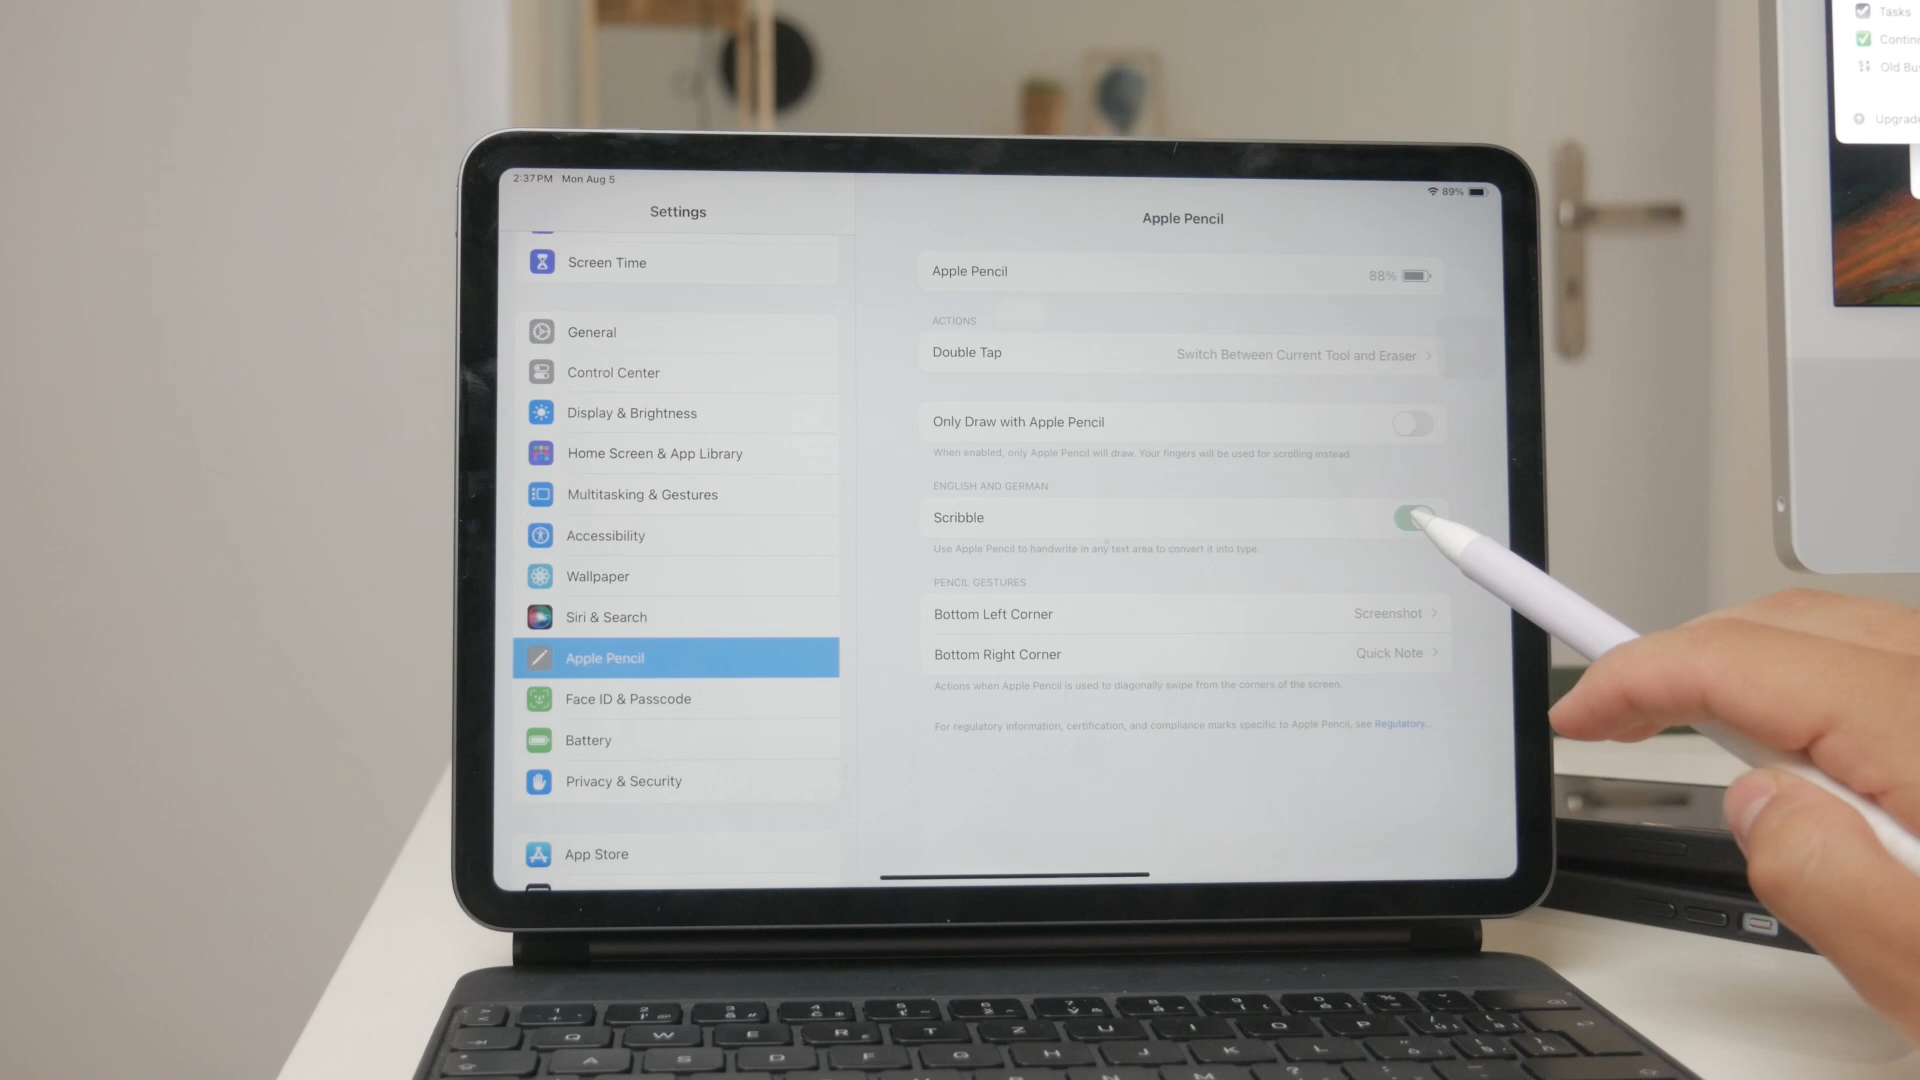 2:37 PM Mon Aug 5
89%
Settings
Screen Time
General
Control Center
Display & Brightness
Home Screen & App Library
Multitasking & Gestures
Accessibility
Wallpaper
Siri & Search
Apple Pencil
Face ID & Passcode
Battery
Privacy & Security
App Store
Apple Pencil
Apple Pencil 88%
ACTIONS
Double Tap Switch Between Current Tool and Eraser
Only Draw with Apple Pencil
When enabled, only Apple Pencil will draw. Your fingers will be used for scrolling instead.
ENGLISH AND GERMAN
Scribble
Use Apple Pencil to handwrite in any text area to convert it into type.
PENCIL GESTURES
Bottom Left Corner Screenshot
Bottom Right Corner Quick Note
Actions when Apple Pencil is used to diagonally swipe from the corners of the screen.
For regulatory information, certification, and compliance marks specific to Apple Pencil, see Regulatory...
Tasks
Contin
Old Bus
Upgrade
Q W E R T Z U I O P
A S D F G H J K L